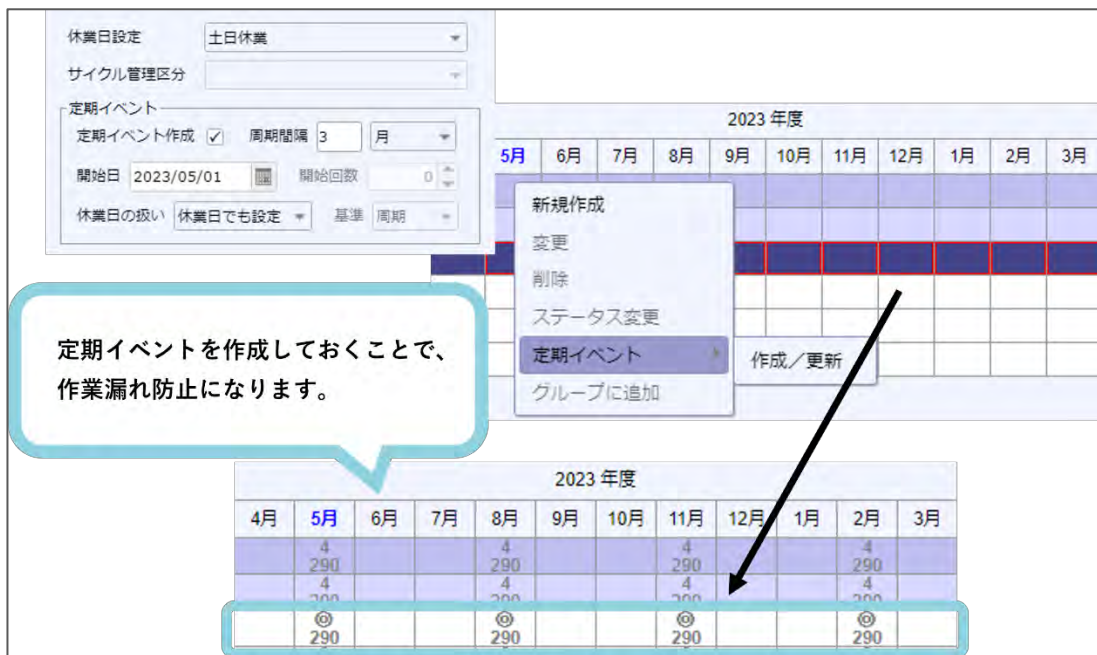 休業日設定 土日休業
サイクル管理区分
定期イベント
定期イベント作成 周期間隔 3 月
開始日 2023/05/01 開始回数 0
休業日の扱い 休業日でも設定 基準 周期
2023 年度
5月 6月 7月 8月 9月 10月 11月 12月 1月 2月 3月
新規作成
変更
削除
ステータス変更
定期イベント
作成／更新
グループに追加
定期イベントを作成しておくことで、
作業漏れ防止になります。
2023 年度
4月 5月 6月 7月 8月 9月 10月 11月 12月 1月 2月 3月
4 4 4 4
290 290 290 290
4 4 4 4
290 290 290 290
◎ ◎ ◎ ◎
290 290 290 290